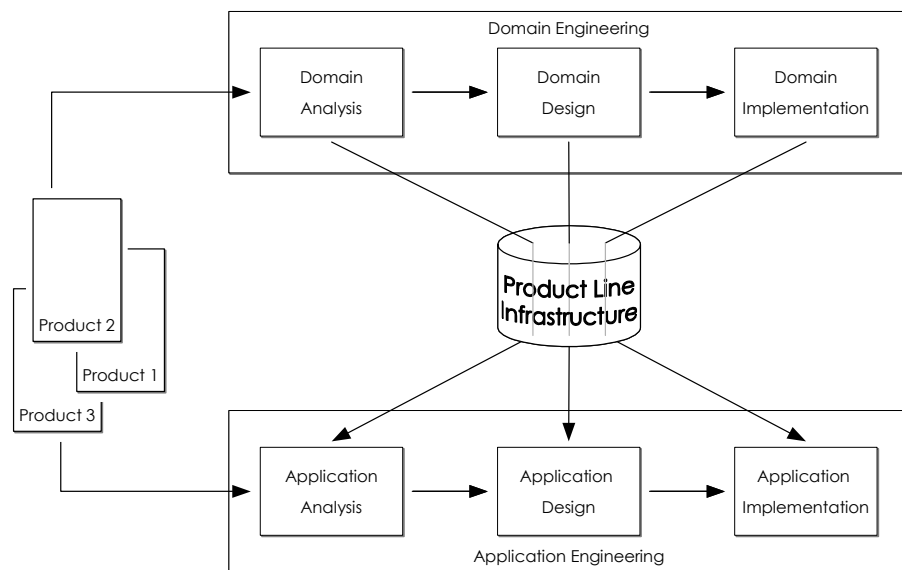 Domain Engineering
Domain
Analysis
Domain
Design
Domain
Implementation
Product 2
Product 1
Product 3
Product Line
Infrastructure
Application
Analysis
Application
Design
Application
Implementation
Application Engineering